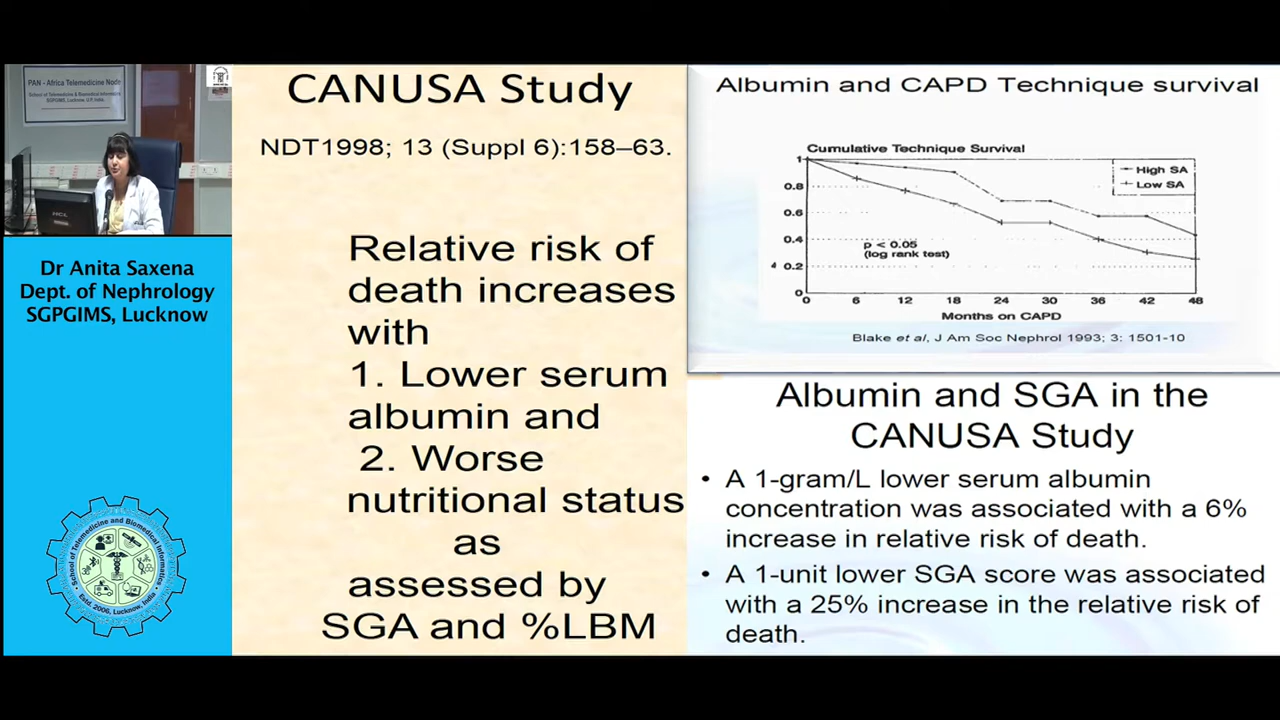 PAN - Africa Telemedicine Node
School of Telemedicine & Biomedical Informatics
SGPGIMS, Lucknow, U.P. India
HCL
Dr Anita Saxena
Dept. of Nephrology
SGPGIMS, Lucknow
School of Telemedicine and Biomedical Informatics
Estd. 2006, Lucknow, India
CANUSA Study
NDT1998; 13 (Suppl 6):158–63.
Relative risk of
death increases
with
1. Lower serum
albumin and
2. Worse
nutritional status
as
assessed by
SGA and %LBM
Albumin and CAPD Technique survival
Cumulative Technique Survival
High SA
Low SA
1
0.8
0.6
0.4
0.2
0
p < 0.05
(log rank test)
0 6 12 18 24 30 36 42 48
Months on CAPD
Blake et al, J Am Soc Nephrol 1993; 3: 1501-10
Albumin and SGA in the
CANUSA Study
• A 1-gram/L lower serum albumin
concentration was associated with a 6%
increase in relative risk of death.
• A 1-unit lower SGA score was associated
with a 25% increase in the relative risk of
death.